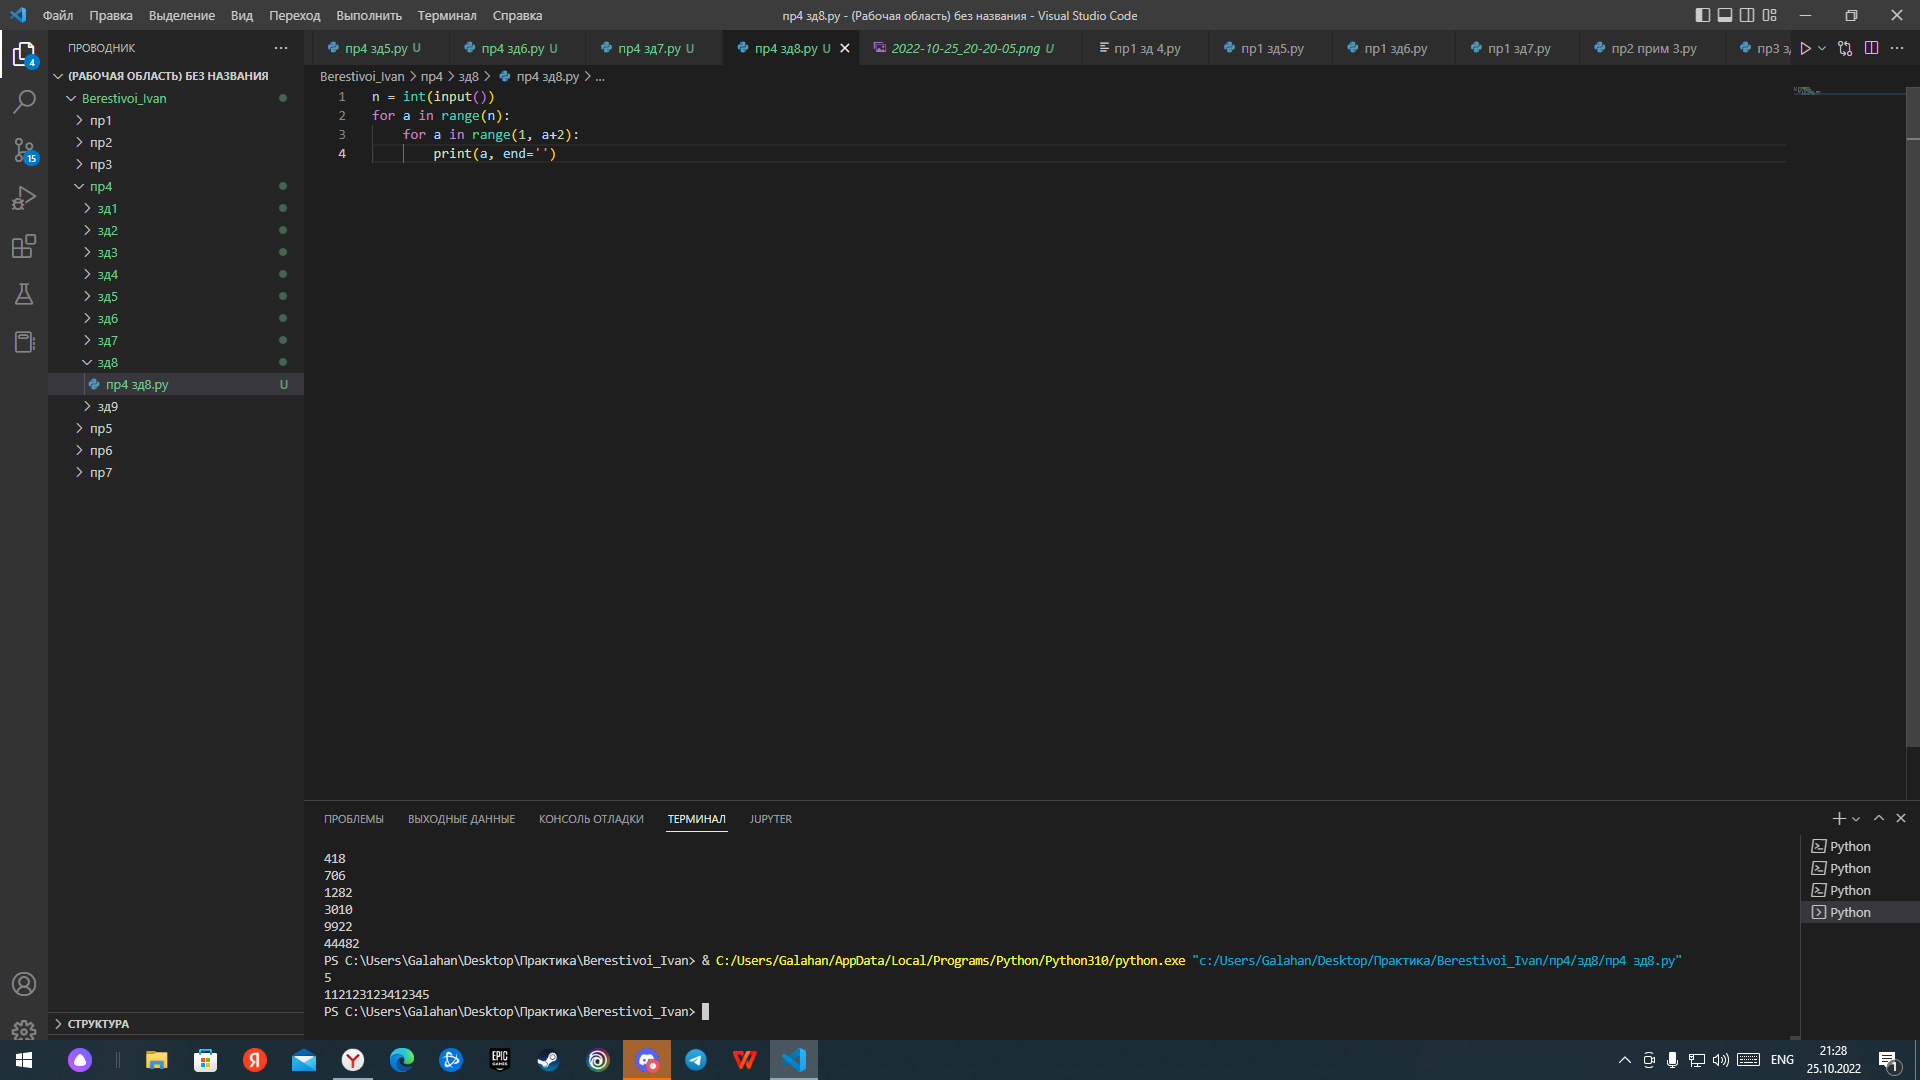 Файл Правка Выделение Вид Переход Выполнить Терминал Справка
пр4 зд8.py - (Рабочая область) без названия - Visual Studio Code
ПРОВОДНИК
пр4 зд5.py U
пр4 зд6.py U
пр4 зд7.py U
пр4 зд8.py U
2022-10-25_20-20-05.png U
пр1 зд 4,py
пр1 зд5.py
пр1 зд6.py
пр1 зд7.py
пр2 прим 3.py
пр3 з
4
15
(РАБОЧАЯ ОБЛАСТЬ) БЕЗ НАЗВАНИЯ
Berestivoi_Ivan
пр1
пр2
пр3
пр4
зд1
зд2
зд3
зд4
зд5
зд6
зд7
зд8
пр4 зд8.py U
зд9
пр5
пр6
пр7
СТРУКТУРА
Berestivoi_Ivan > пр4 > зд8 > пр4 зд8.py > ...
1 n = int(input())
2 for a in range(n):
3 for a in range(1, a+2):
4 print(a, end='')
ПРОБЛЕМЫ ВЫХОДНЫЕ ДАННЫЕ КОНСОЛЬ ОТЛАДКИ ТЕРМИНАЛ JUPYTER
418
706
1282
3010
9922
44482
PS C:\Users\Galahan\Desktop\Практика\Berestivoi_Ivan> & C:/Users/Galahan/AppData/Local/Programs/Python/Python310/python.exe "c:/Users/Galahan/Desktop/Практика/Berestivoi_Ivan/пр4/зд8/пр4 зд8.py"
5
112123123412345
PS C:\Users\Galahan\Desktop\Практика\Berestivoi_Ivan>
Python
Python
Python
Python
Я
EPIC GAMES
ENG
21:28
25.10.2022
1